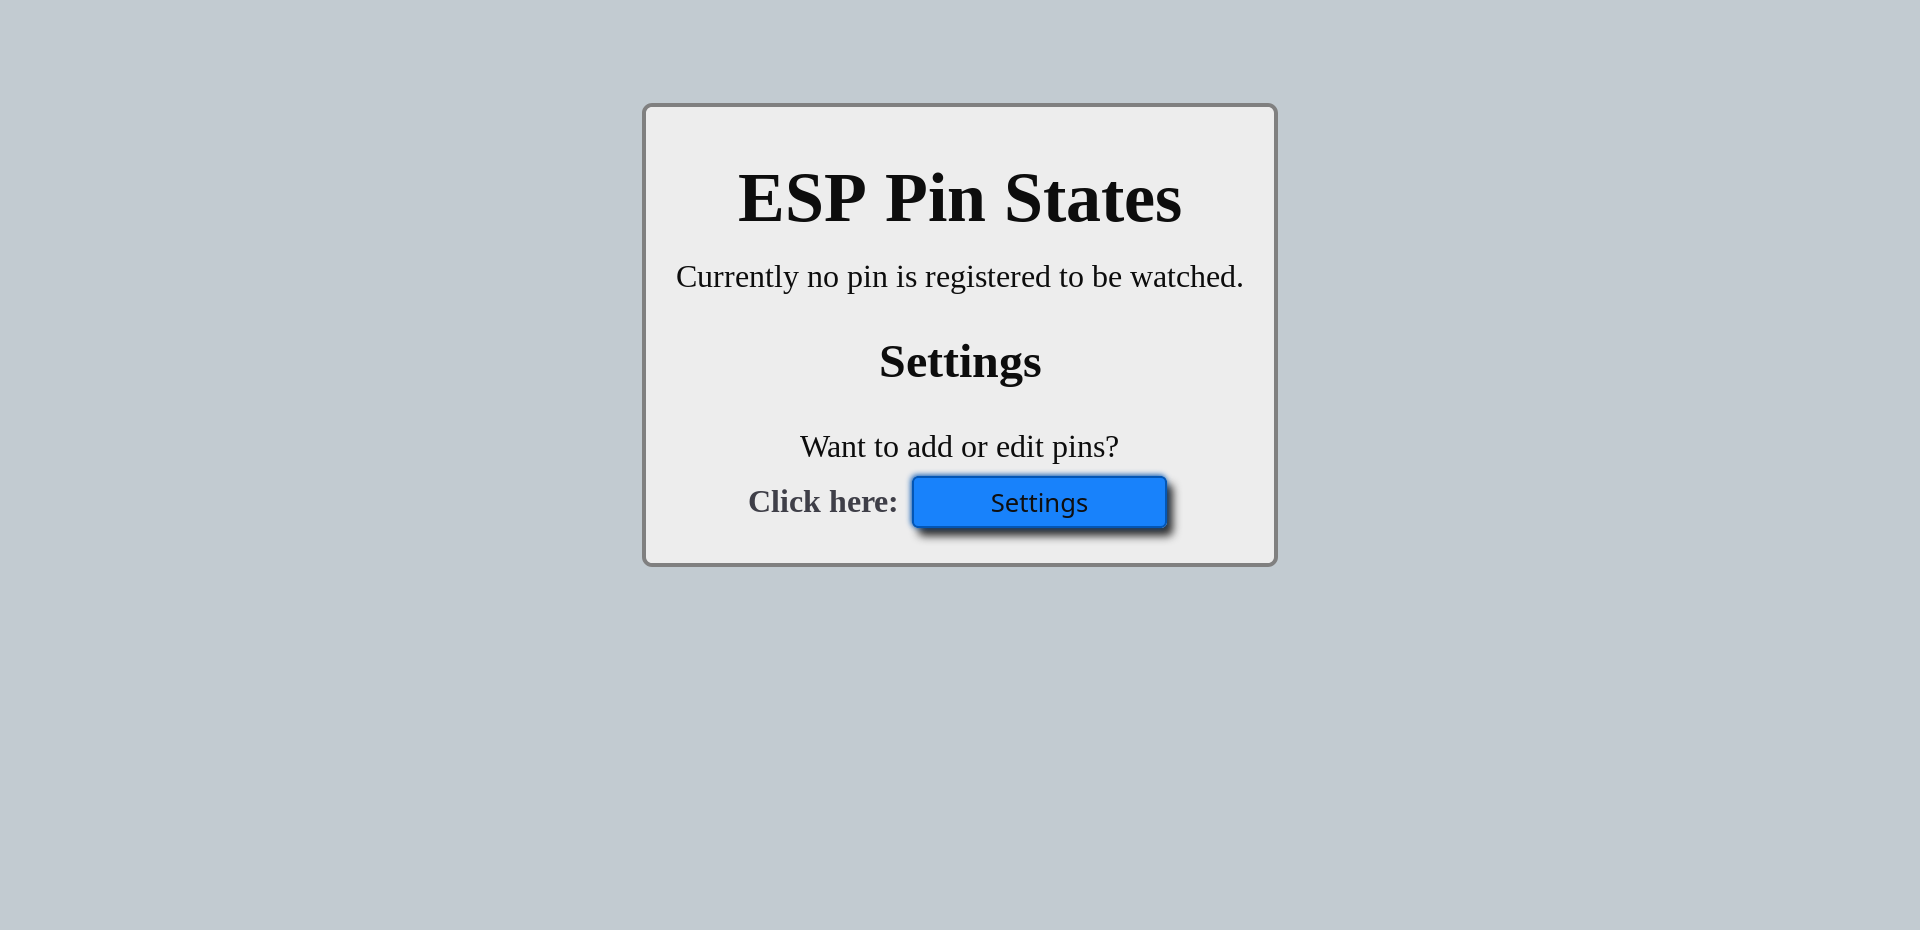 ESP Pin States
Currently no pin is registered to be watched.
Settings
Want to add or edit pins?
Click here: Settings